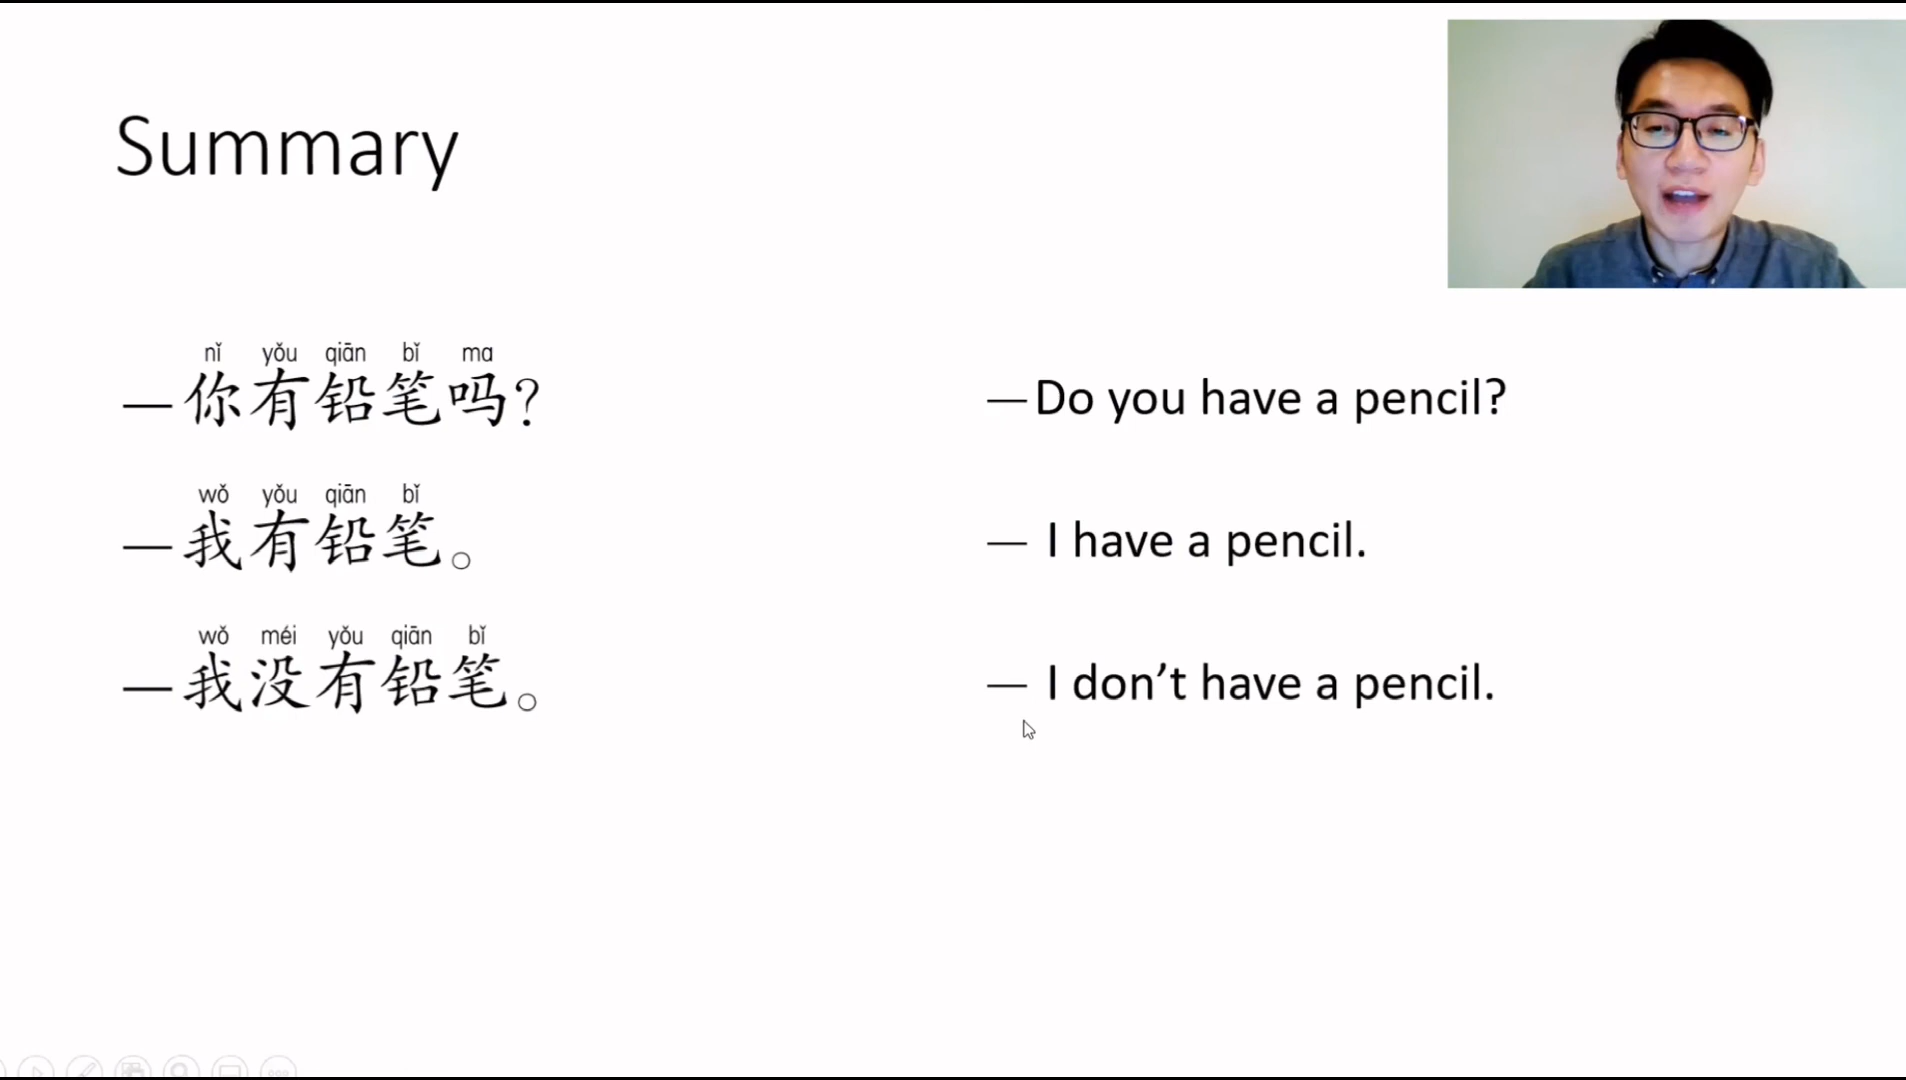 Summary
nǐ yǒu qiān bǐ ma
—你有铅笔吗?
—Do you have a pencil?
wǒ yǒu qiān bǐ
—我有铅笔。
— I have a pencil.
wǒ méi yǒu qiān bǐ
—我没有铅笔。
— I don’t have a pencil.